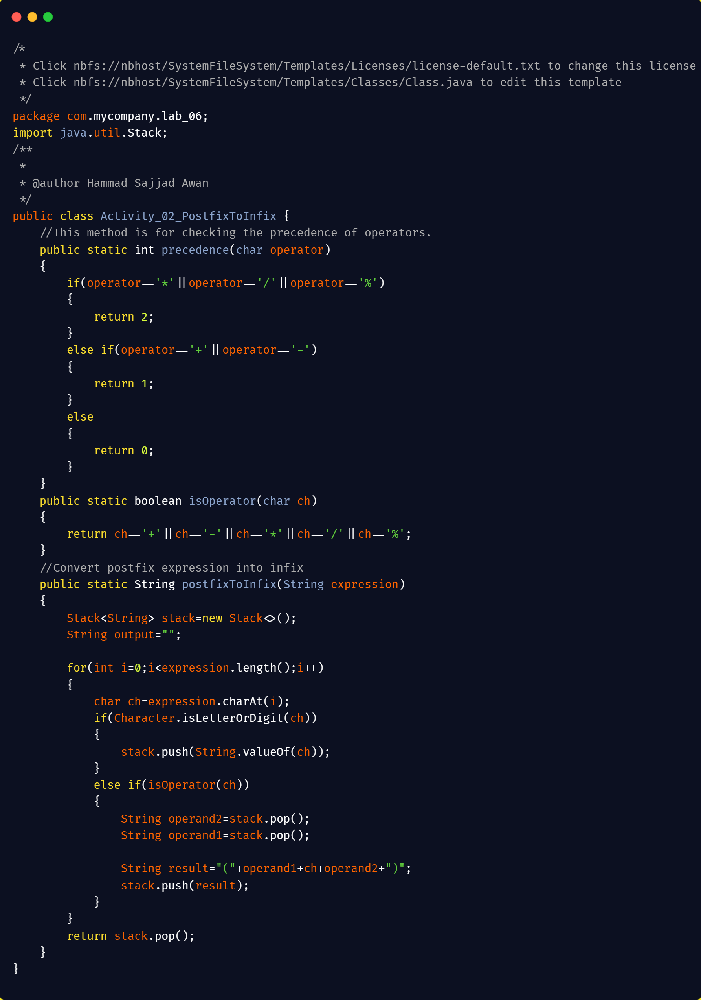 /*
 * Click nbfs://nbhost/SystemFileSystem/Templates/Licenses/license-default.txt to change this license
 * Click nbfs://nbhost/SystemFileSystem/Templates/Classes/Class.java to edit this template
 */
package com.mycompany.lab_06;
import java.util.Stack;
/**
 *
 * @author Hammad Sajjad Awan
 */
public class Activity_02_PostfixToInfix {
    //This method is for checking the precedence of operators.
    public static int precedence(char operator)
    {
        if(operator=='*'||operator=='/'||operator=='%')
        {
            return 2;
        }
        else if(operator=='+'||operator=='-')
        {
            return 1;
        }
        else
        {
            return 0;
        }
    }
    public static boolean isOperator(char ch)
    {
        return ch=='+'||ch=='-'||ch=='*'||ch=='/'||ch=='%';
    }
    //Convert postfix expression into infix
    public static String postfixToInfix(String expression)
    {
        Stack<String> stack=new Stack<>();
        String output="";

        for(int i=0;i<expression.length();i++)
        {
            char ch=expression.charAt(i);
            if(Character.isLetterOrDigit(ch))
            {
                stack.push(String.valueOf(ch));
            }
            else if(isOperator(ch))
            {
                String operand2=stack.pop();
                String operand1=stack.pop();

                String result="("+operand1+ch+operand2+")";
                stack.push(result);
            }
        }
        return stack.pop();
    }
}